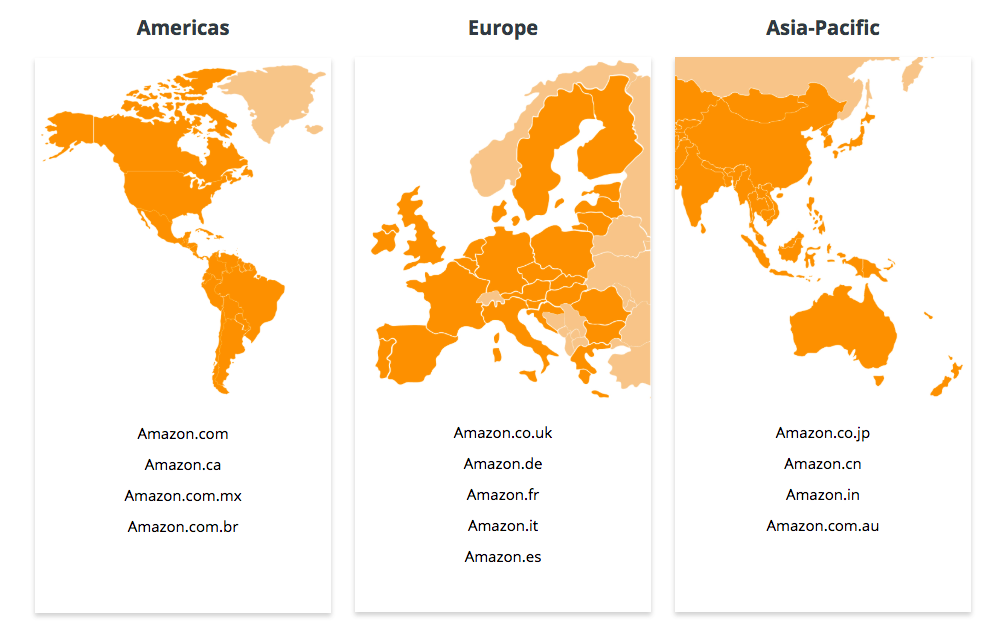 Americas
Amazon.com
Amazon.ca
Amazon.com.mx
Amazon.com.br
Europe
Amazon.co.uk
Amazon.de
Amazon.fr
Amazon.it
Amazon.es
Asia-Pacific
Amazon.co.jp
Amazon.cn
Amazon.in
Amazon.com.au